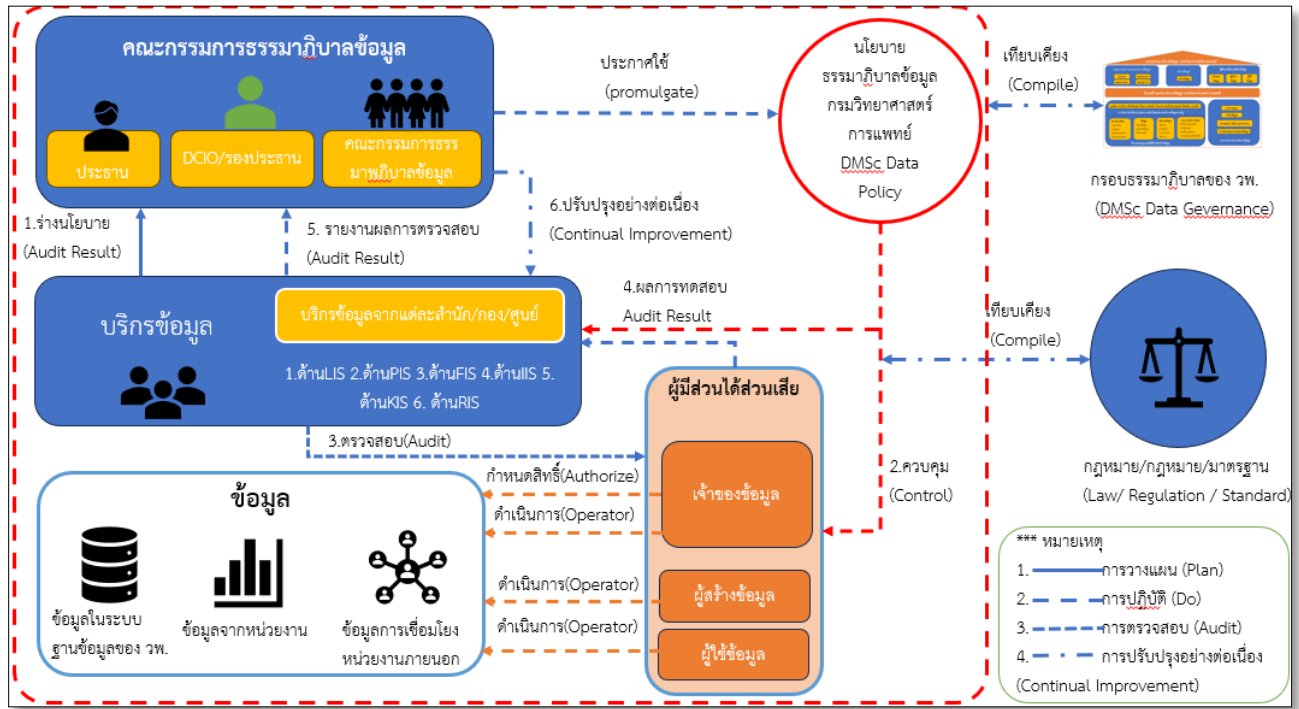 คณะกรรมการธรรมาภิบาลข้อมูล
ประธาน
DCIO/รองประธาน
คณะกรรมการธรร
มาพภิบาลข้อมูล
ประกาศใช้
(promulgate)
นโยบาย
ธรรมาภิบาลข้อมูล
กรมวิทยาศาสตร์
การแพทย์
DMSc Data
Policy
เทียบเคียง
(Compile)
กรอบธรรมาภิบาลของ วพ.
(DMSc Data Gevernance)
1.ร่างนโยบาย
(Audit Result)
5. รายงานผลการตรวจสอบ
(Audit Result)
6.ปรับปรุงอย่างต่อเนื่อง
(Continual Improvement)
บริกรข้อมูล
บริกรข้อมูลจากแต่ละสำนัก/กอง/ศูนย์
1.ด้านLIS 2.ด้านPIS 3.ด้านFIS 4.ด้านIIS 5.
ด้านKIS 6. ด้านRIS
4.ผลการทดสอบ
Audit Result
เทียบเคียง
(Compile)
กฎหมาย/กฎหมาย/มาตรฐาน
(Law/ Regulation / Standard)
3.ตรวจสอบ(Audit)
ผู้มีส่วนได้ส่วนเสีย
เจ้าของข้อมูล
ผู้สร้างข้อมูล
ผู้ใช้ข้อมูล
2.ควบคุม
(Control)
กำหนดสิทธิ์(Authorize)
ดำเนินการ(Operator)
ดำเนินการ(Operator)
ดำเนินการ(Operator)
ข้อมูล
ข้อมูลในระบบ
ฐานข้อมูลของ วพ.
ข้อมูลจากหน่วยงาน
ข้อมูลการเชื่อมโยง
หน่วยงานภายนอก
*** หมายเหตุ
1. การวางแผน (Plan)
2. การปฏิบัติ (Do)
3. การตรวจสอบ (Audit)
4. การปรับปรุงอย่างต่อเนื่อง
(Continual Improvement)